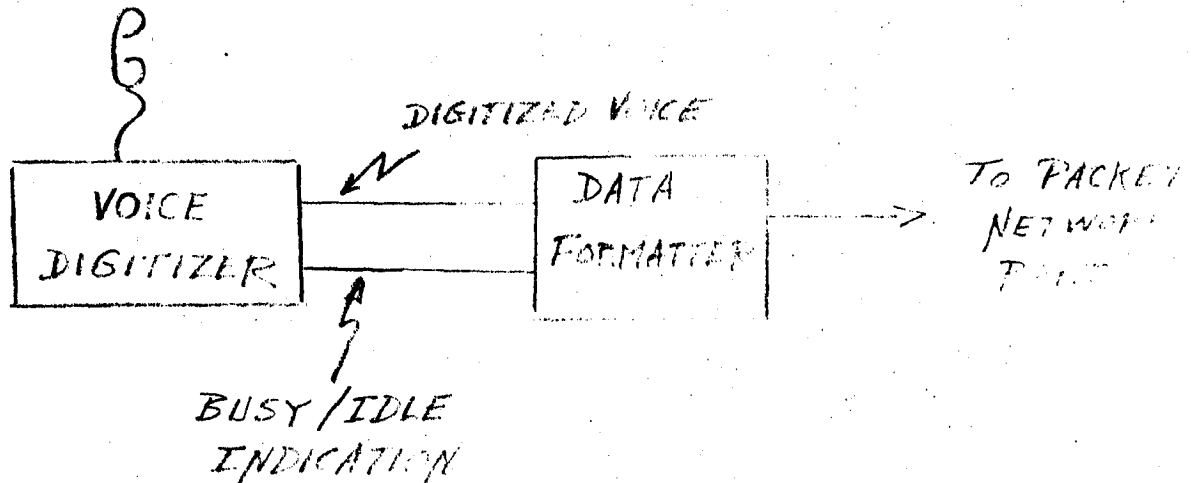 DIGITIZED VOICE
VOICE
DIGITIZER
DATA
FORMATTER
TO PACKET
NETWORK
BUSY/IDLE
INDICATION